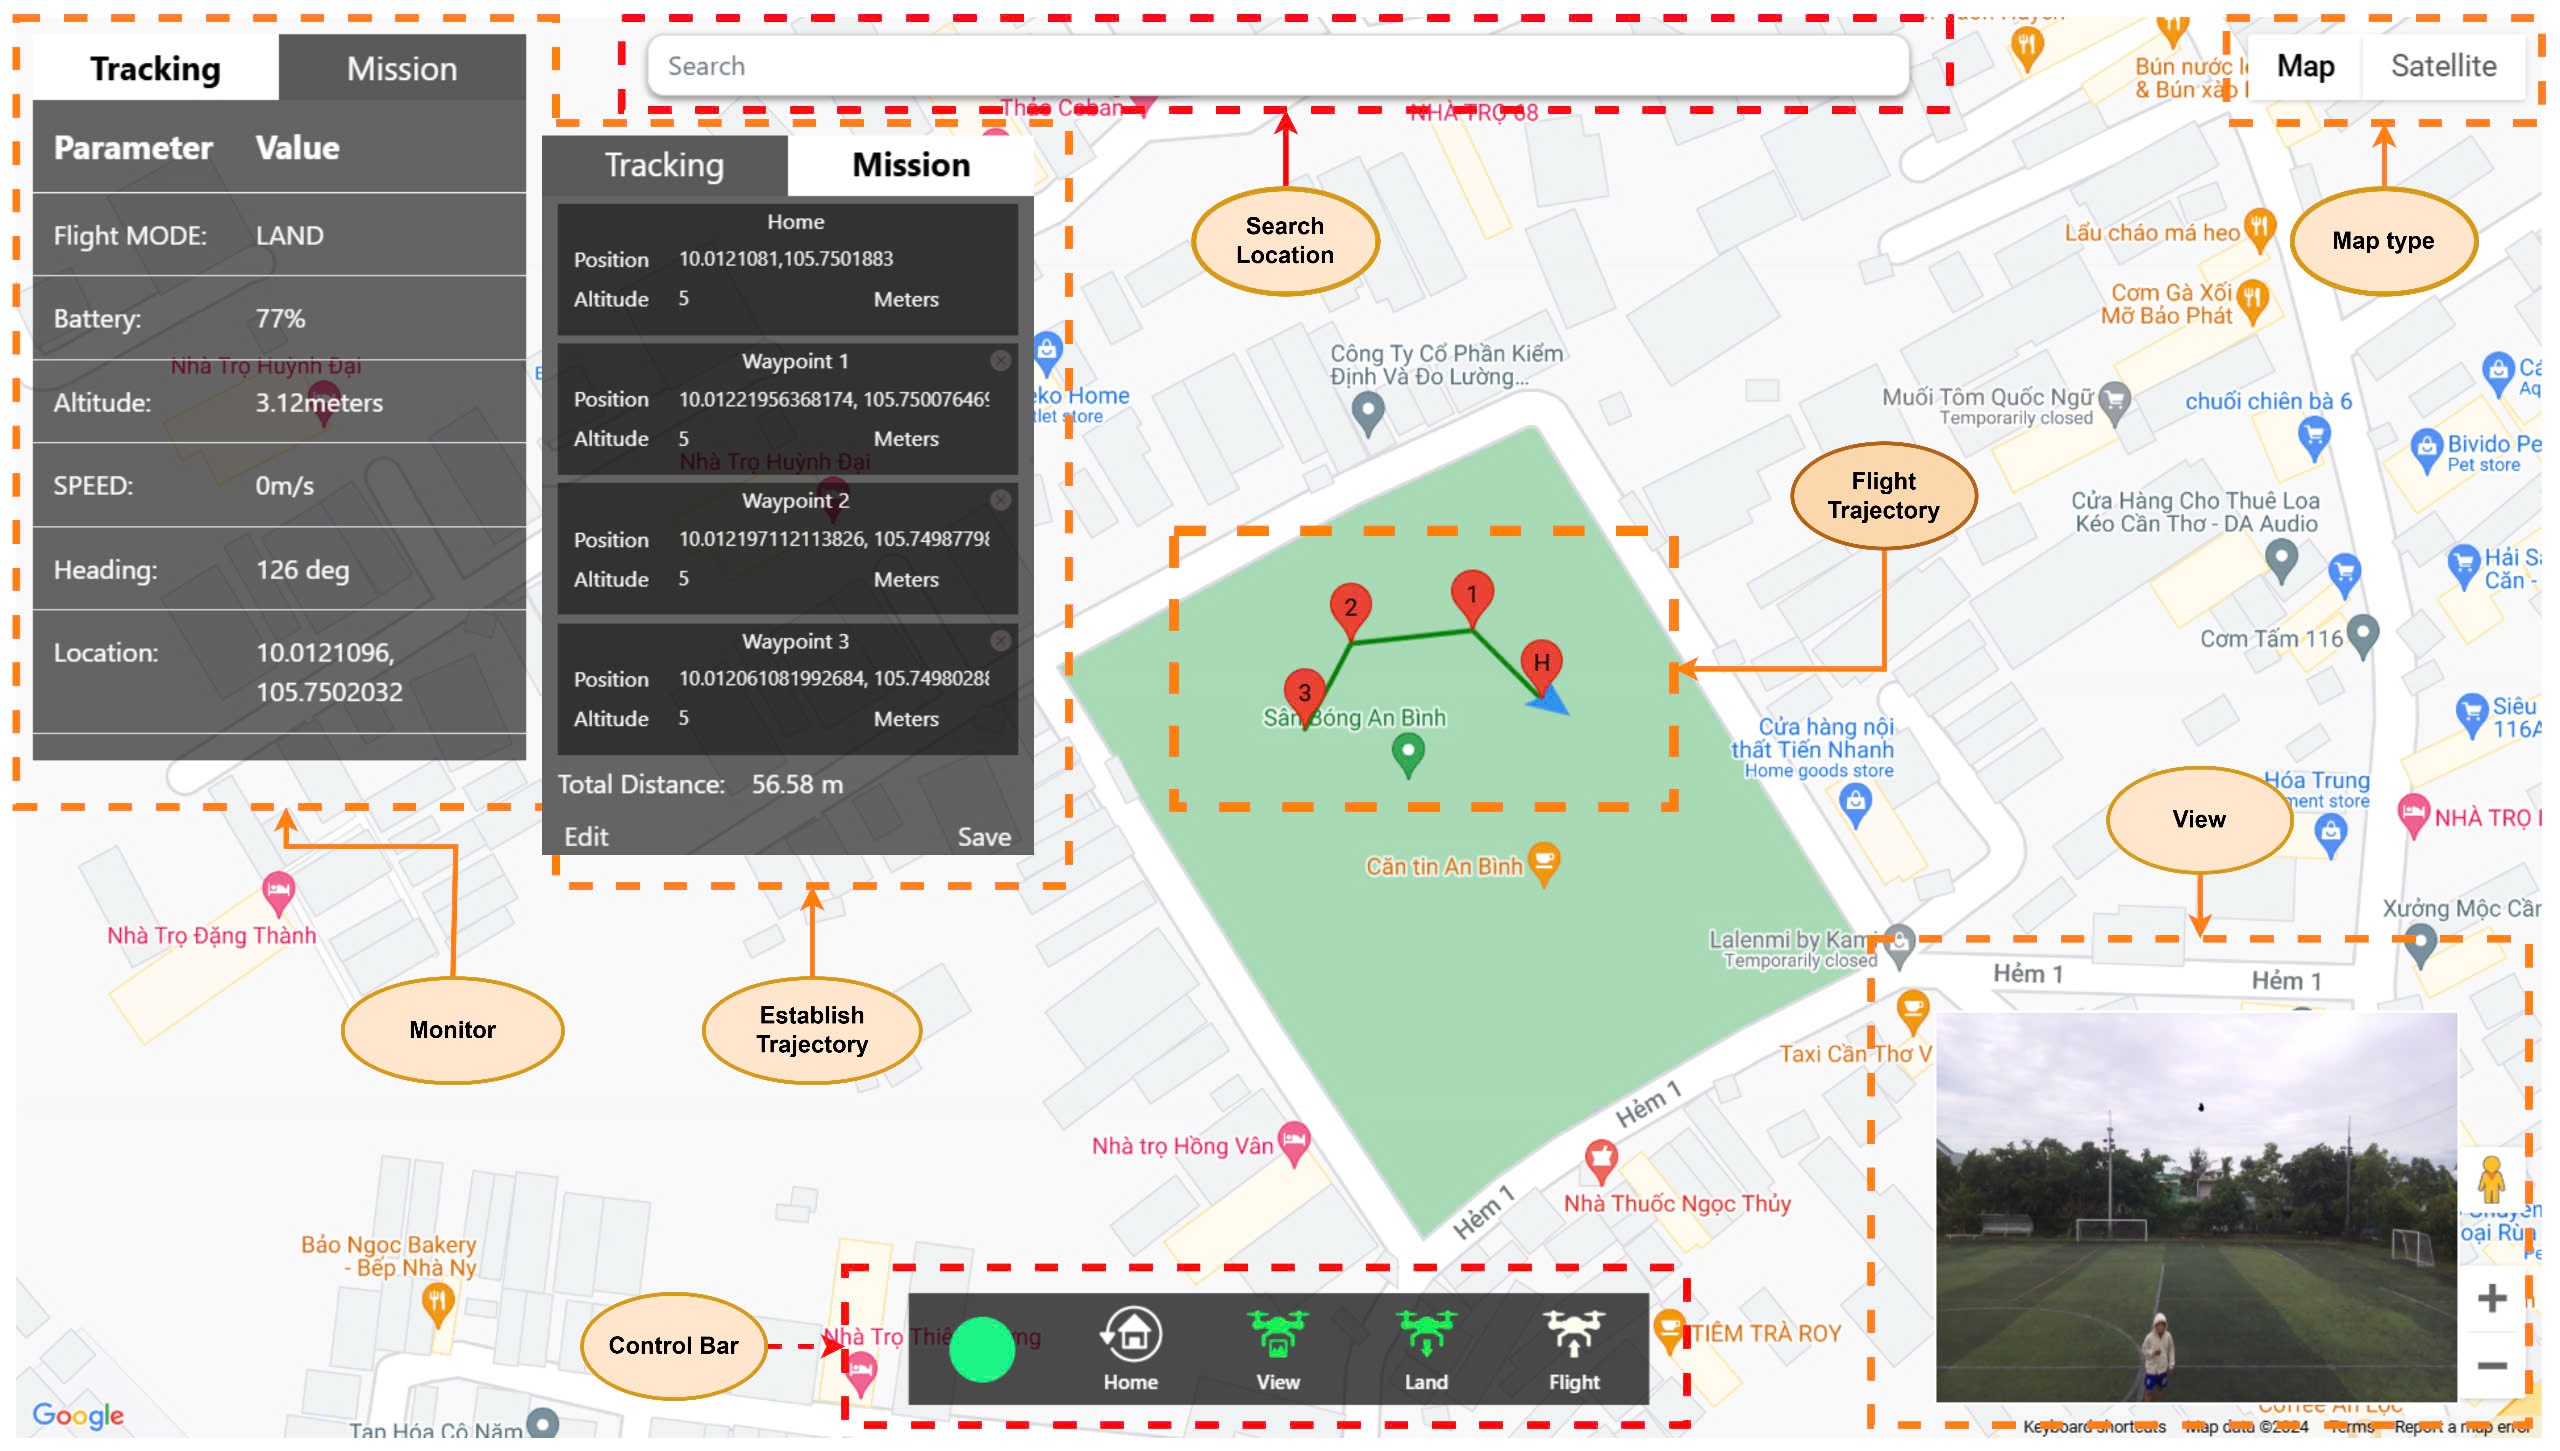 Tracking
Mission
Parameter Value
Flight MODE: LAND
Battery: 77%
Nhà Trọ Huỳnh Đại
Altitude: 3.12meters
SPEED: 0m/s
Heading: 126 deg
Location: 10.0121096,
105.7502032
Search
Thảo Coban
NHÀ TRỌ 68
Tracking
Mission
Home
Position 10.0121081,105.7501883
Altitude 5 Meters
Waypoint 1
Position 10.01221956368174, 105.75007646
Altitude 5 Meters
Nhà Trọ Huỳnh Đại
Waypoint 2
Position 10.012197112113826, 105.7498779
Altitude 5 Meters
Waypoint 3
Position 10.012061081992684, 105.7498028
Altitude 5 Meters
Total Distance: 56.58 m
Edit
Save
eko Home
tlet store
Search
Location
Bún nước
& Bún xào
Map
Satellite
Map type
Lẩu cháo má heo
Cơm Gà Xối
Mỡ Bảo Phát
Công Ty Cổ Phần Kiểm
Định Và Đo Lường...
Muối Tôm Quốc Ngữ
Temporarily closed
chuối chiên bà 6
Aq
Bivido Pe
Pet store
Flight
Trajectory
Cửa Hàng Cho Thuê Loa
Kéo Cần Thơ - DA Audio
Hải S
Căn -
Cơm Tấm 116
1
2
H
3
Sân Bóng An Bình
Siêu
116A
Cửa hàng nội
thất Tiến Nhanh
Home goods store
Hóa Trung
ment store
View
NHÀ TRỌ
Căn tin An Bình
Nhà Trọ Đặng Thành
Monitor
Establish
Trajectory
Lalenmi by Kami
Temporarily closed
Xưởng Mộc
Hẻm 1
Hẻm 1
Taxi Cần Thơ V
Hẻm 1
Hẻm 1
Nhà trọ Hồng Vân
Nhà Thuốc Ngọc Thủy
oại
Bảo Ngọc Bakery
- Bếp Nhà Ny
Control Bar
Nhà Trọ
Home
View
Land
Flight
TIỆM TRÀ ROY
Google
Tạp Hóa Cô Năm
Coffee An Lạc
Keyboard shortcuts Map data ©2024 Terms Report a map error